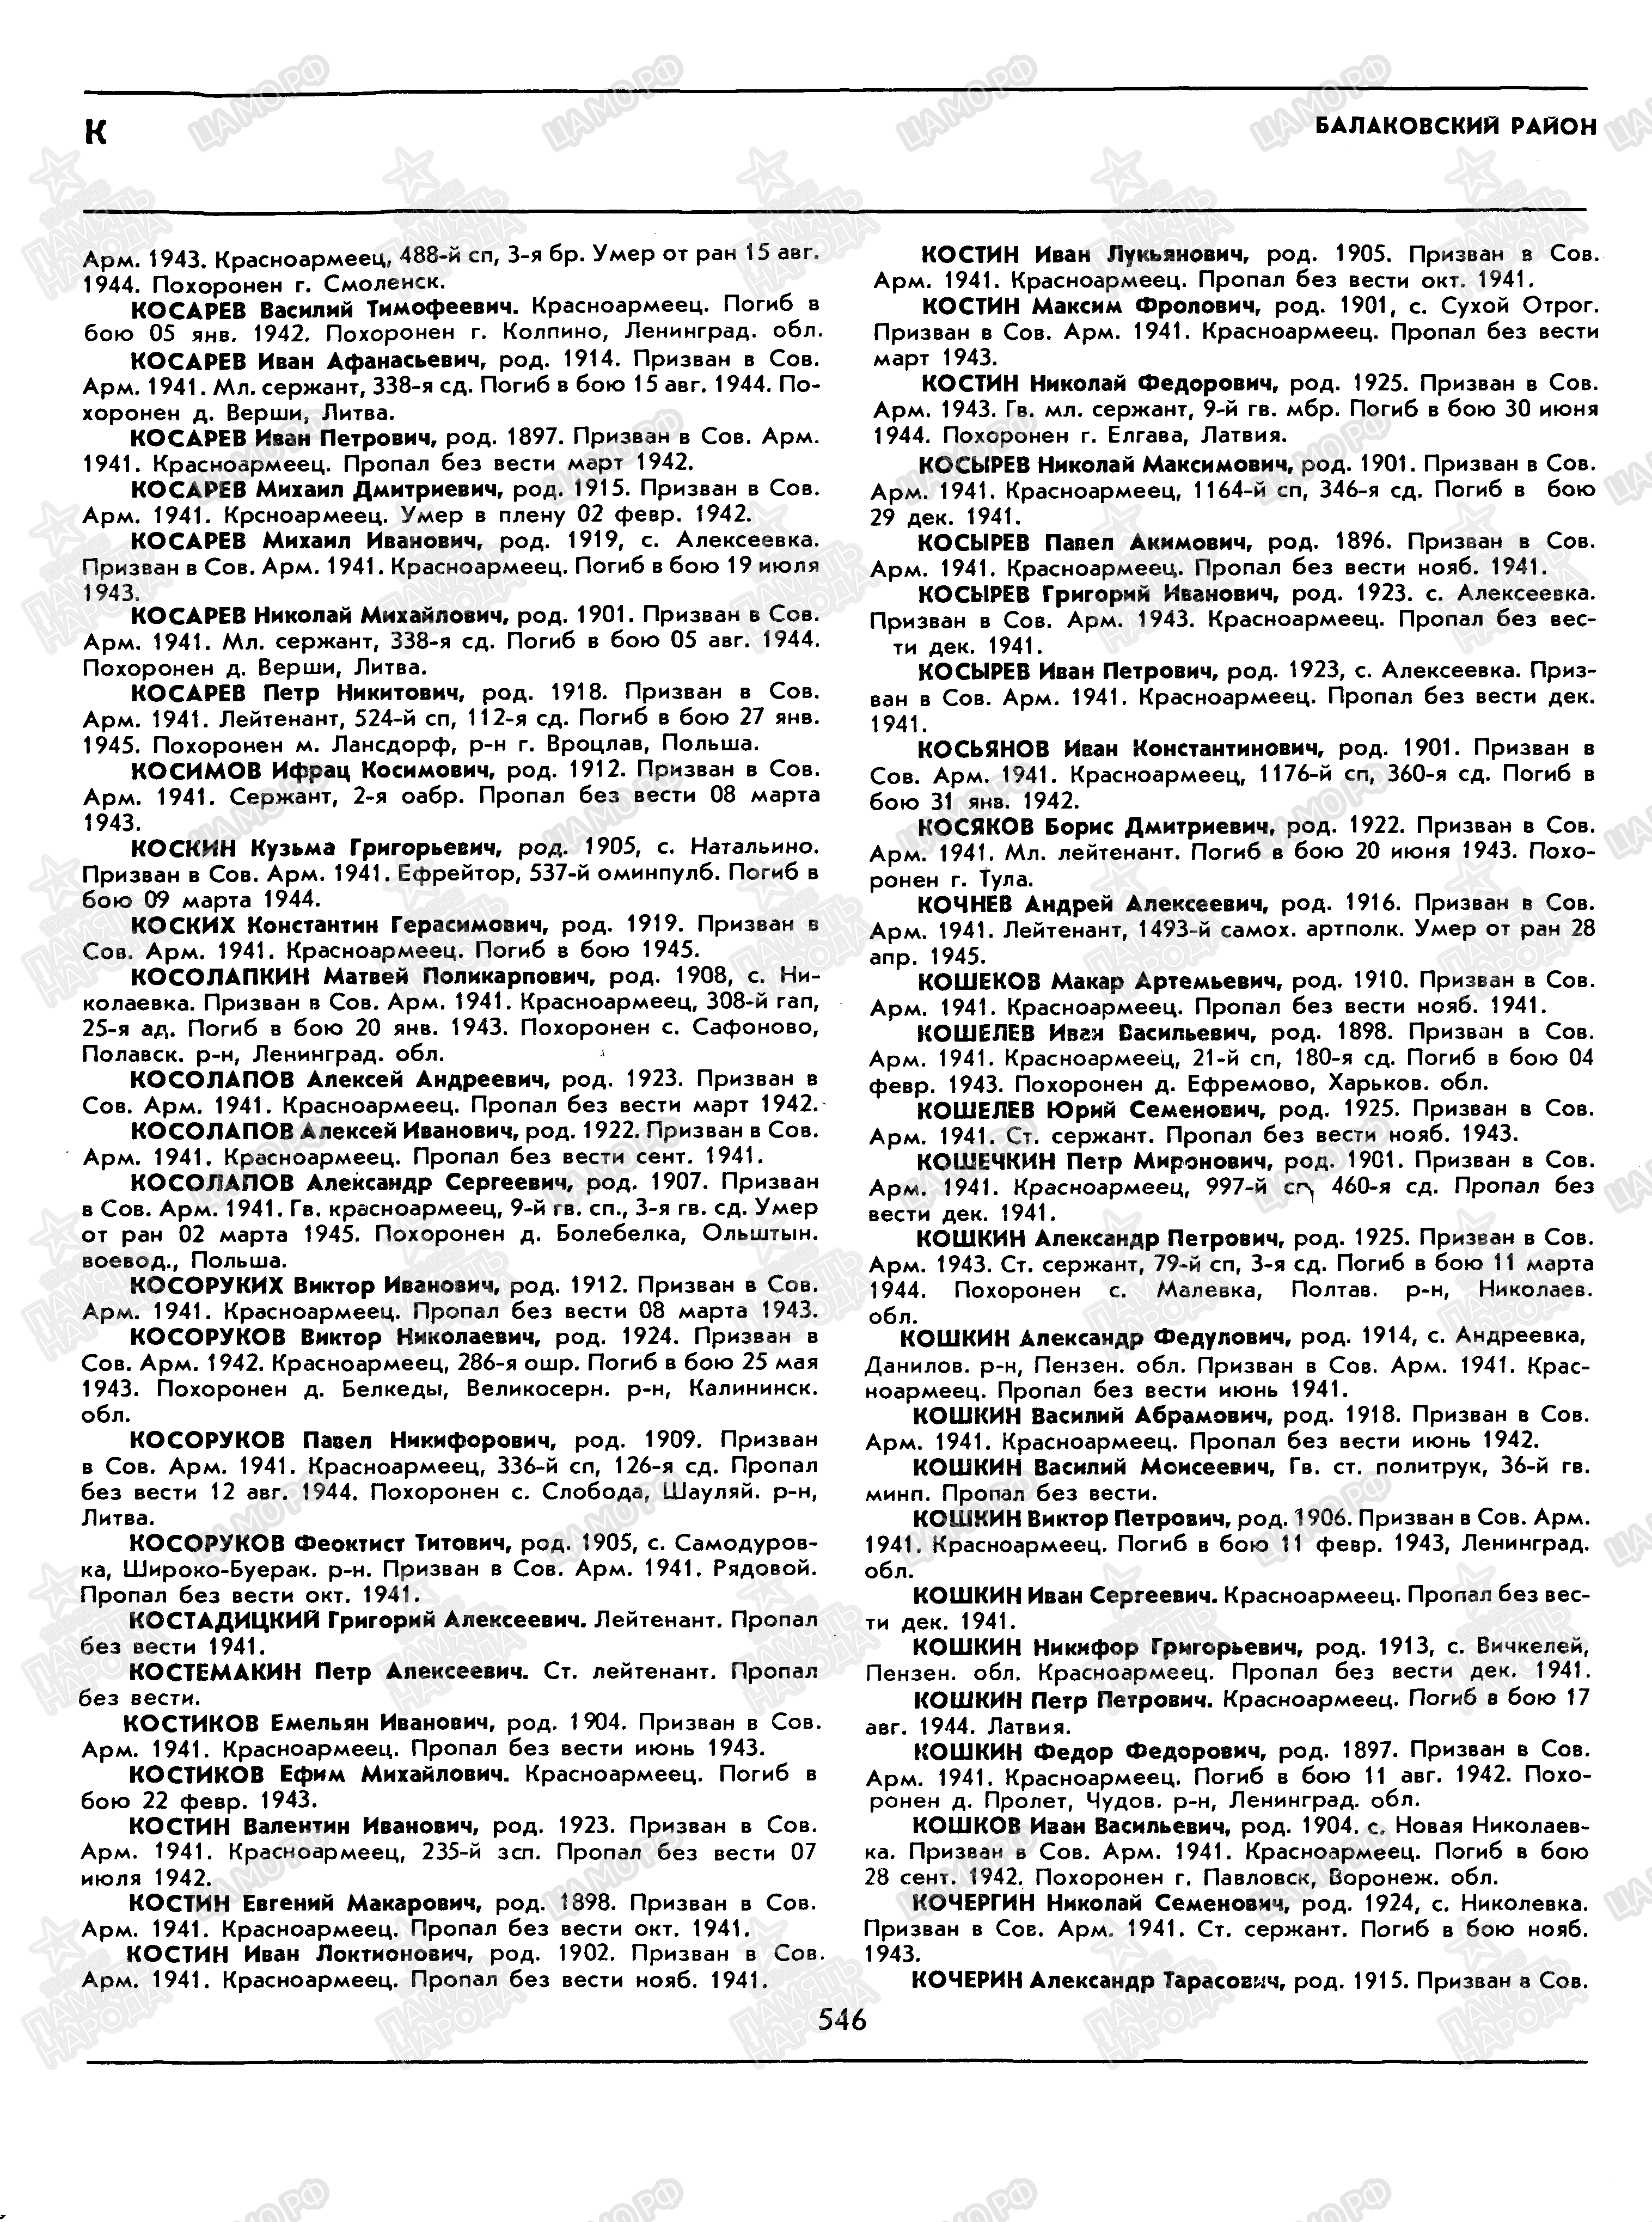 К
БАЛАКОВСКИЙ РАЙОН
Арм. 1943. Красноармеец, 488-й сп, 3-я бр. Умер от ран 15 авг.
1944. Похоронен г. Смоленск.
КОСАРЕВ Василий Тимофеевич. Красноармеец. Погиб в
бою 05 янв. 1942. Похоронен г. Колпино, Ленинград. обл.
КОСАРЕВ Иван Афанасьевич, род. 1914. Призван в Сов.
Арм. 1941. Мл. сержант, 338-я сд. Погиб в бою 15 авг. 1944. По-
хоронен д. Верши, Литва.
КОСАРЕВ Иван Петрович, род. 1897. Призван в Сов. Арм.
1941. Красноармеец. Пропал без вести март 1942.
КОСАРЕВ Михаил Дмитриевич, род. 1915. Призван в Сов.
Арм. 1941. Крсноармеец. Умер в плену 02 февр. 1942.
КОСАРЕВ Михаил Иванович, род. 1919, с. Алексеевка.
Призван в Сов. Арм. 1941. Красноармеец. Погиб в бою 19 июля
1943.
КОСАРЕВ Николай Михайлович, род. 1901. Призван в Сов.
Арм. 1941. Мл. сержант, 338-я сд. Погиб в бою 05 авг. 1944.
Похоронен д. Верши, Литва.
КОСАРЕВ Петр Никитович, род. 1918. Призван в Сов.
Арм. 1941. Лейтенант, 524-й сп, 112-я сд. Погиб в бою 27 янв.
1945. Похоронен м. Лансдорф, р-н г. Вроцлав, Польша.
КОСИМОВ Ифрац Косимович, род. 1912. Призван в Сов.
Арм. 1941. Сержант, 2-я оабр. Пропал без вести 08 марта
1943.
КОСКИН Кузьма Григорьевич, род. 1905, с. Натальино.
Призван в Сов. Арм. 1941. Ефрейтор, 537-й оминпулб. Погиб в
бою 09 марта 1944.
КОСКИХ Константин Герасимович, род. 1919. Призван в
Сов. Арм. 1941. Красноармеец. Погиб в бою 1945.
КОСОЛАПКИН Матвей Поликарпович, род. 1908, с. Ни-
колаевка. Призван в Сов. Арм. 1941. Красноармеец, 308-й гап,
25-я ад. Погиб в бою 20 янв. 1943. Похоронен с. Сафоново,
Полавск. р-н, Ленинград. обл.
КОСОЛАПОВ Алексей Андреевич, род. 1923. Призван в
Сов. Арм. 1941. Красноармеец. Пропал без вести март 1942.
КОСОЛАПОВ Алексей Иванович, род. 1922. Призван в Сов.
Арм. 1941. Красноармеец. Пропал без вести сент. 1941.
КОСОЛАПОВ Александр Сергеевич, род. 1907. Призван
в Сов. Арм. 1941. Гв. красноармеец, 9-й гв. сп., 3-я гв. сд. Умер
от ран 02 марта 1945. Похоронен д. Болебелка, Ольштын.
воевод., Польша.
КОСОРУКИХ Виктор Иванович, род. 1912. Призван в Сов.
Арм. 1941. Красноармеец. Пропал без вести 08 марта 1943.
КОСОРУКОВ Виктор Николаевич, род. 1924. Призван в
Сов. Арм. 1942. Красноармеец, 286-я ошр. Погиб в бою 25 мая
1943. Похоронен д. Белкеды, Великосерн. р-н, Калининск.
обл.
КОСОРУКОВ Павел Никифорович, род. 1909. Призван
в Сов. Арм. 1941. Красноармеец, 336-й сп, 126-я сд. Пропал
без вести 12 авг. 1944. Похоронен с. Слобода, Шауляй. р-н,
Литва.
КОСОРУКОВ Феоктист Титович, род. 1905, с. Самодуров-
ка, Широко-Буерак. р-н. Призван в Сов. Арм. 1941. Рядовой.
Пропал без вести окт. 1941.
КОСТАДИЦКИЙ Григорий Алексеевич. Лейтенант. Пропал
без вести 1941.
КОСТЕМАКИН Петр Алексеевич. Ст. лейтенант. Пропал
без вести.
КОСТИКОВ Емельян Иванович, род. 1904. Призван в Сов.
Арм. 1941. Красноармеец. Пропал без вести июнь 1943.
КОСТИКОВ Ефим Михайлович. Красноармеец. Погиб в
бою 22 февр. 1943.
КОСТИН Валентин Иванович, род. 1923. Призван в Сов.
Арм. 1941. Красноармеец, 235-й зсп. Пропал без вести 07
июля 1942.
КОСТИН Евгений Макарович, род. 1898. Призван в Сов.
Арм. 1941. Красноармеец. Пропал без вести окт. 1941.
КОСТИН Иван Локтионович, род. 1902. Призван в Сов.
Арм. 1941. Красноармеец. Пропал без вести нояб. 1941.
КОСТИН Иван Лукьянович, род. 1905. Призван в Сов.
Арм. 1941. Красноармеец. Пропал без вести окт. 1941.
КОСТИН Максим Фролович, род. 1901, с. Сухой Отрог.
Призван в Сов. Арм. 1941. Красноармеец. Пропал без вести
март 1943.
КОСТИН Николай Федорович, род. 1925. Призван в Сов.
Арм. 1943. Гв. мл. сержант, 9-й гв. мбр. Погиб в бою 30 июня
1944. Похоронен г. Елгава, Латвия.
КОСЫРЕВ Николай Максимович, род. 1901. Призван в Сов.
Арм. 1941. Красноармеец, 1164-й сп, 346-я сд. Погиб в бою
29 дек. 1941.
КОСЫРЕВ Павел Акимович, род. 1896. Призван в Сов.
Арм. 1941. Красноармеец. Пропал без вести нояб. 1941.
КОСЫРЕВ Григорий Иванович, род. 1923. с. Алексеевка.
Призван в Сов. Арм. 1943. Красноармеец. Пропал без вес-
ти дек. 1941.
КОСЫРЕВ Иван Петрович, род. 1923, с. Алексеевка. Приз-
ван в Сов. Арм. 1941. Красноармеец. Пропал без вести дек.
1941.
КОСЬЯНОВ Иван Константинович, род. 1901. Призван в
Сов. Арм. 1941. Красноармеец, 1176-й сп, 360-я сд. Погиб в
бою 31 янв. 1942.
КОСЯКОВ Борис Дмитриевич, род. 1922. Призван в Сов.
Арм. 1941. Мл. лейтенант. Погиб в бою 20 июня 1943. Похо-
ронен г. Тула.
КОЧНЕВ Андрей Алексеевич, род. 1916. Призван в Сов.
Арм. 1941. Лейтенант, 1493-й самох. артполк. Умер от ран 28
апр. 1945.
КОШЕКОВ Макар Артемьевич, род. 1910. Призван в Сов.
Арм. 1941. Красноармеец. Пропал без вести нояб. 1941.
КОШЕЛЕВ Иван Васильевич, род. 1898. Призван в Сов.
Арм. 1941. Красноармеец, 21-й сп, 180-я сд. Погиб в бою 04
февр. 1943. Похоронен д. Ефремово, Харьков. обл.
КОШЕЛЕВ Юрий Семенович, род. 1925. Призван в Сов.
Арм. 1941. Ст. сержант. Пропал без вести нояб. 1943.
КОШЕЧКИН Петр Миронович, род. 1901. Призван в Сов.
Арм. 1941. Красноармеец, 997-й сп, 460-я сд. Пропал без
вести дек. 1941.
КОШКИН Александр Петрович, род. 1925. Призван в Сов.
Арм. 1943. Ст. сержант, 79-й сп, 3-я сд. Погиб в бою 11 марта
1944. Похоронен с. Малевка, Полтав. р-н, Николаев.
обл.
КОШКИН Александр Федулович, род. 1914, с. Андреевка,
Данилов. р-н, Пензен. обл. Призван в Сов. Арм. 1941. Крас-
ноармеец. Пропал без вести июнь 1941.
КОШКИН Василий Абрамович, род. 1918. Призван в Сов.
Арм. 1941. Красноармеец. Пропал без вести июнь 1942.
КОШКИН Василий Моисеевич, Гв. ст. политрук, 36-й гв.
минп. Пропал без вести.
КОШКИН Виктор Петрович, род. 1906. Призван в Сов. Арм.
1941. Красноармеец. Погиб в бою 11 февр. 1943, Ленинград.
обл.
КОШКИН Иван Сергеевич. Красноармеец. Пропал без вес-
ти дек. 1941.
КОШКИН Никифор Григорьевич, род. 1913, с. Вичкелей,
Пензен. обл. Красноармеец. Пропал без вести дек. 1941.
КОШКИН Петр Петрович. Красноармеец. Погиб в бою 17
авг. 1944. Латвия.
КОШКИН Федор Федорович, род. 1897. Призван в Сов.
Арм. 1941. Красноармеец. Погиб в бою 11 авг. 1942. Похо-
ронен д. Пролет, Чудов. р-н, Ленинград. обл.
КОШКОВ Иван Васильевич, род. 1904. с. Новая Николаев-
ка. Призван в Сов. Арм. 1941. Красноармеец. Погиб в бою
28 сент. 1942. Похоронен г. Павловск, Воронеж. обл.
КОЧЕРГИН Николай Семенович, род. 1924, с. Николевка.
Призван в Сов. Арм. 1941. Ст. сержант. Погиб в бою нояб.
1943.
КОЧЕРИН Александр Тарасович, род. 1915. Призван в Сов.
546